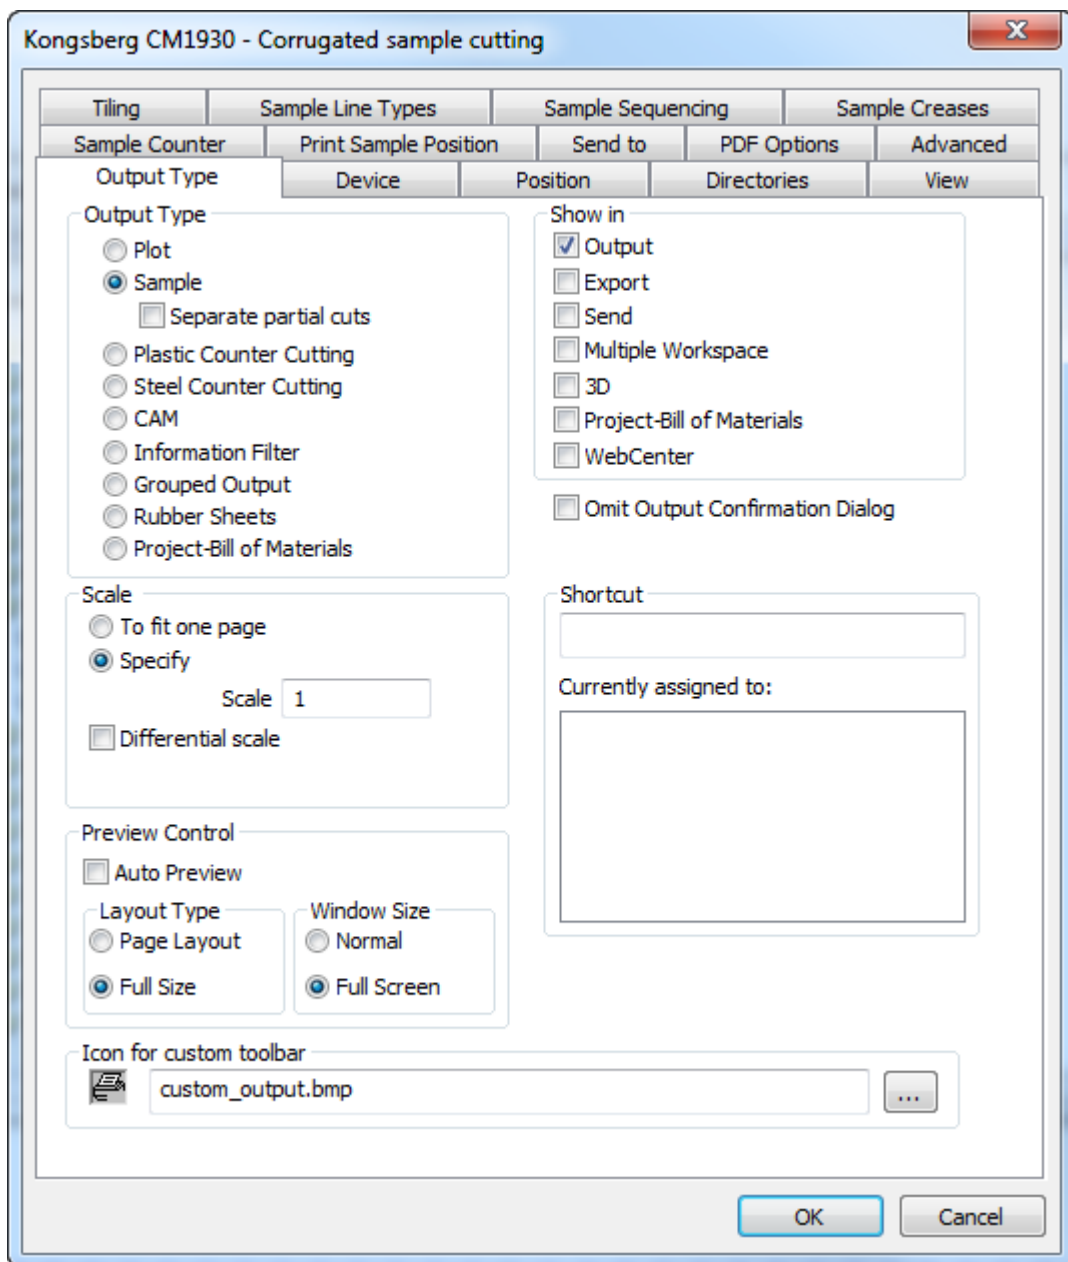 Kongsberg CM1930 - Corrugated sample cutting
X
Tiling
Sample Line Types
Sample Sequencing
Sample Creases
Sample Counter
Print Sample Position
Send to
PDF Options
Advanced
Output Type
Device
Position
Directories
View
Output Type
Plot
Sample
Separate partial cuts
Plastic Counter Cutting
Steel Counter Cutting
CAM
Information Filter
Grouped Output
Rubber Sheets
Project-Bill of Materials
Show in
Output
Export
Send
Multiple Workspace
3D
Project-Bill of Materials
WebCenter
Omit Output Confirmation Dialog
Scale
To fit one page
Specify
Scale 1
Differential scale
Shortcut
Currently assigned to:
Preview Control
Auto Preview
Layout Type
Page Layout
Full Size
Window Size
Normal
Full Screen
Icon for custom toolbar
custom_output.bmp
...
OK
Cancel